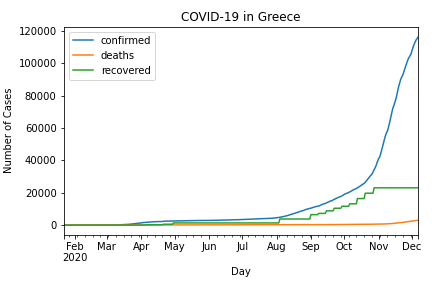 COVID-19 in Greece
confirmed
deaths
recovered
Number of Cases
120000
100000
80000
60000
40000
20000
0
Feb Mar Apr May Jun Jul Aug Sep Oct Nov Dec
2020
Day